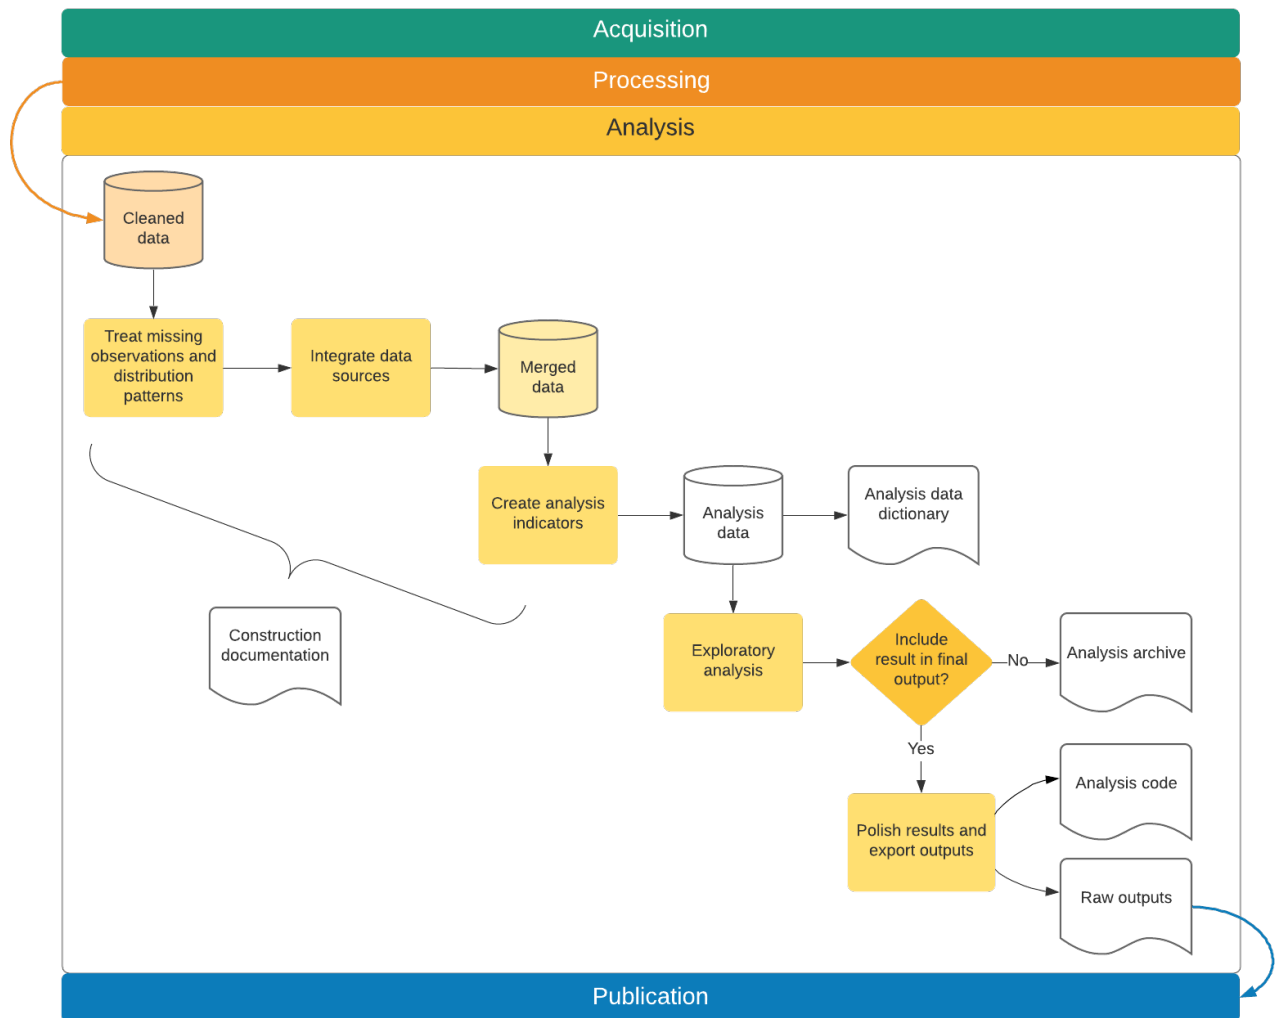 Acquisition
Processing
Analysis
Cleaned
data
Treat missing
observations and
distribution
patterns
Integrate data
sources
Merged
data
Create analysis
indicators
Analysis
data
Analysis data
dictionary
Construction
documentation
Exploratory
analysis
Include
result in final
output?
No
Analysis archive
Yes
Polish results and
export outputs
Analysis code
Raw outputs
Publication